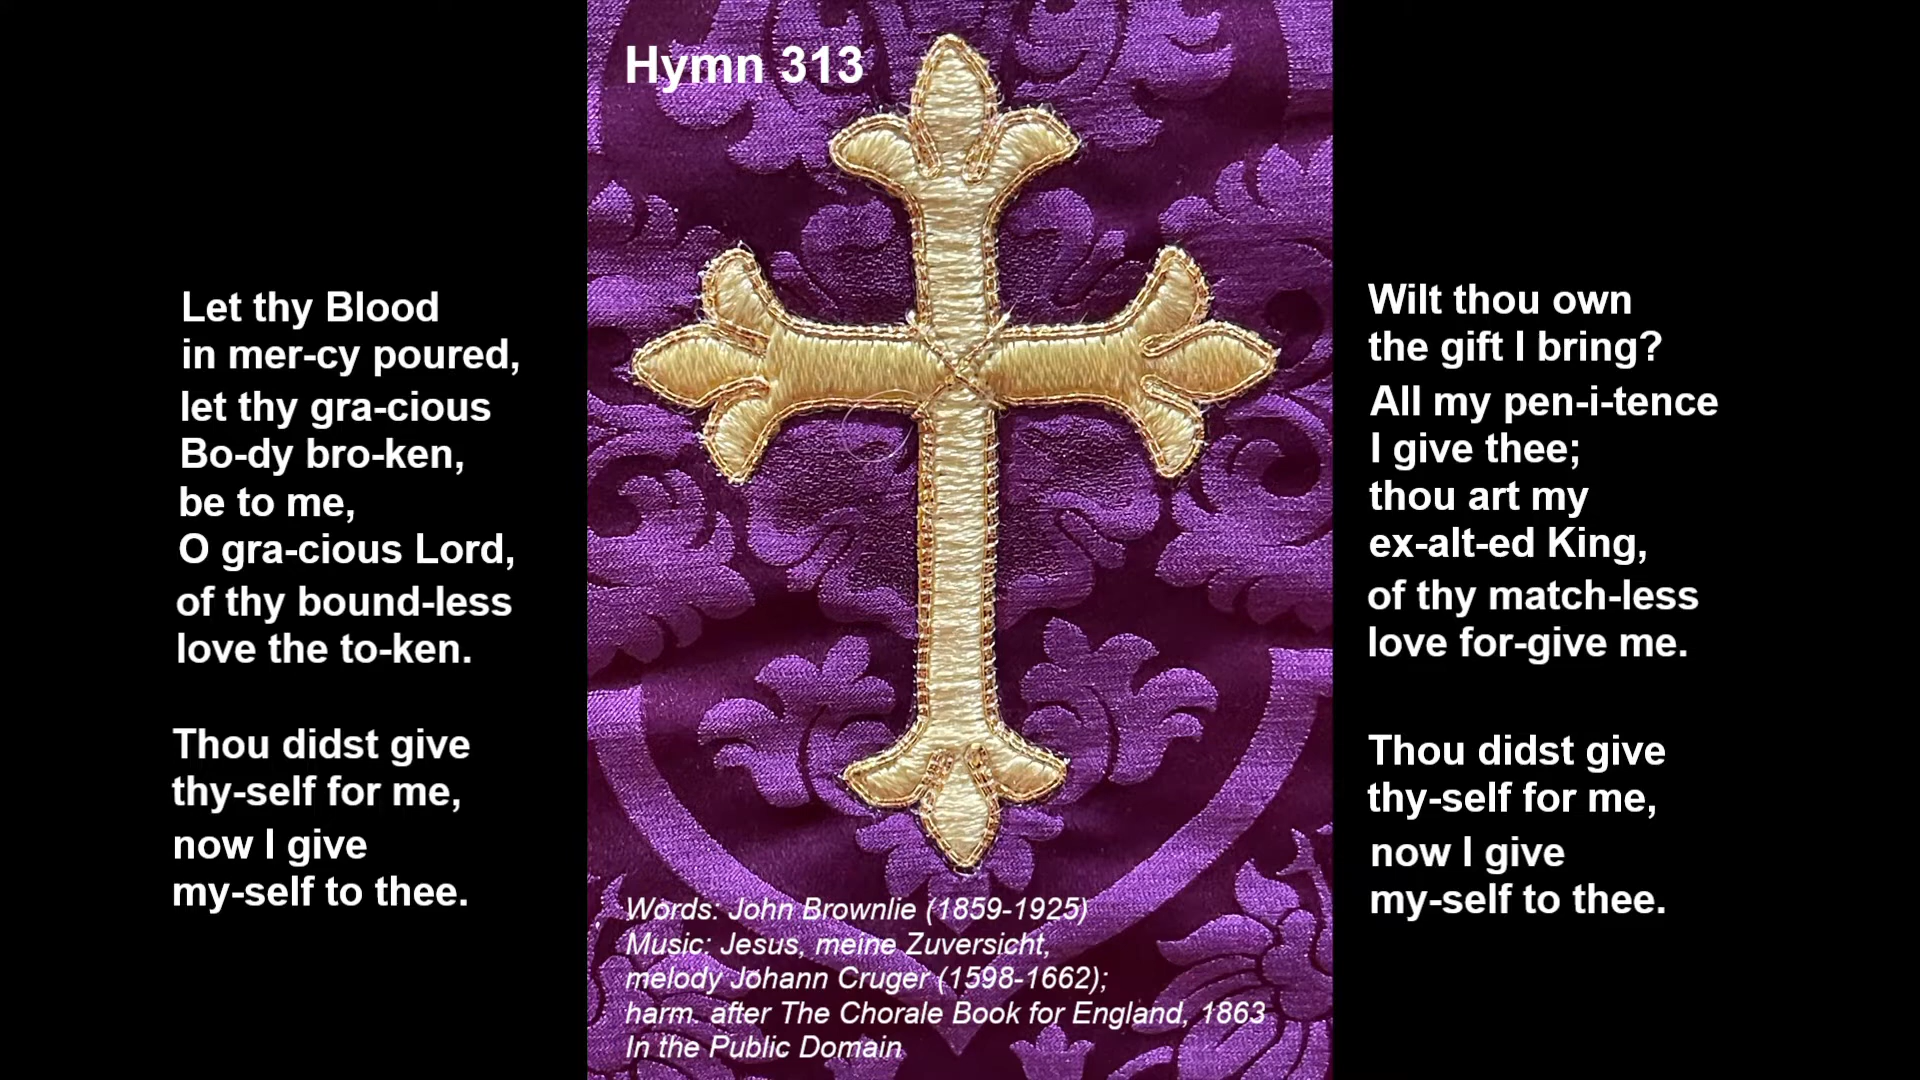 Hymn 313
Let thy Blood
in mer-cy poured,
let thy gra-cious
Bo-dy bro-ken,
be to me,
O gra-cious Lord,
of thy bound-less
love the to-ken.
Thou didst give
thy-self for me,
now I give
my-self to thee.
Wilt thou own
the gift I bring?
All my pen-i-tence
I give thee;
thou art my
ex-alt-ed King,
of thy match-less
love for-give me.
Thou didst give
thy-self for me,
now I give
my-self to thee.
Words: John Brownlie (1859-1925)
Music: Jesus, meine Zuversicht,
melody Johann Cruger (1598-1662);
harm. after The Chorale Book for England, 1863
In the Public Domain